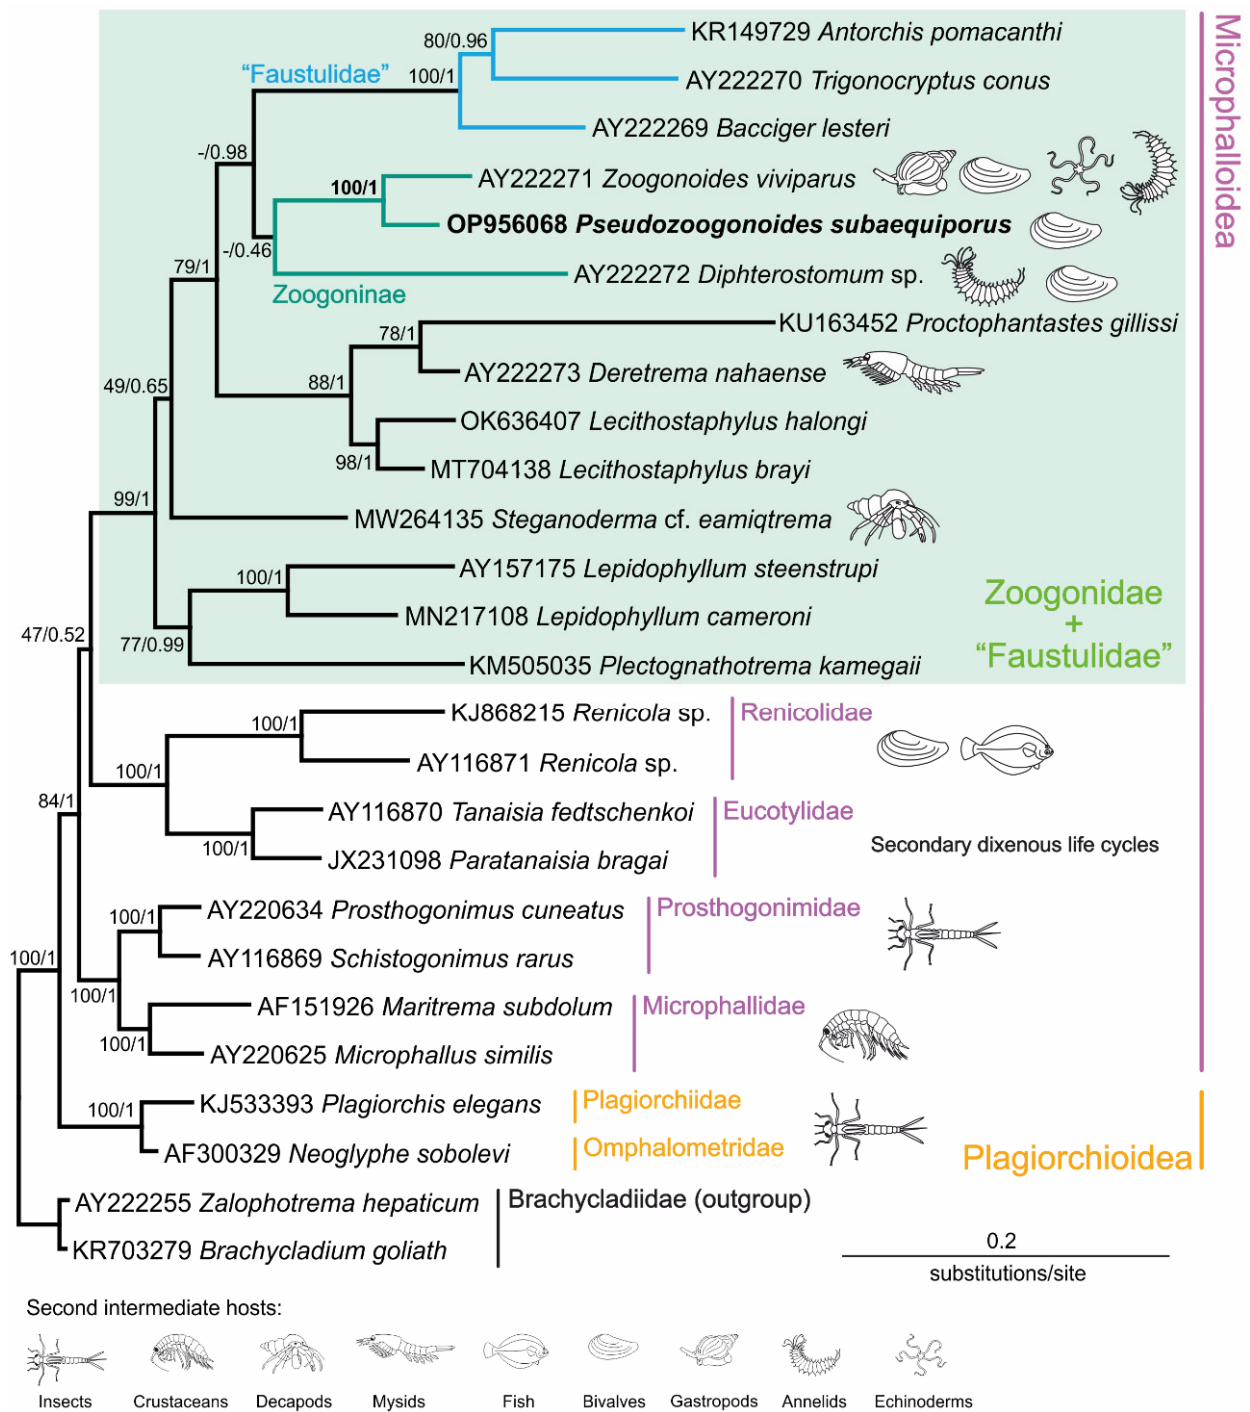 Microphalloidea
KR149729 Antorchis pomacanthi
80/0.96
"Faustulidae"
100/1
AY222270 Trigonocryptus conus
AY222269 Bacciger lesteri
-/0.98
100/1
AY222271 Zoogonoides viviparus
OP956068 Pseudozoogonoides subaequiporus
-/0.46
79/1
AY222272 Diphterostomum sp.
Zoogoninae
KU163452 Proctophantastes gillissi
78/1
49/0.65
88/1
AY222273 Deretrema nahaense
OK636407 Lecithostaphylus halongi
98/1
MT704138 Lecithostaphylus brayi
99/1
MW264135 Steganoderma cf. eamiqtrema
100/1
AY157175 Lepidophyllum steenstrupi
MN217108 Lepidophyllum cameroni
Zoogonidae
+
"Faustulidae"
47/0.52
77/0.99
KM505035 Plectognathotrema kamegaii
KJ868215 Renicola sp.
Renicolidae
100/1
AY116871 Renicola sp.
100/1
84/1
AY116870 Tanaisia fedtschenkoi
Eucotylidae
100/1
JX231098 Paratanaisia bragai
Secondary dixenous life cycles
AY220634 Prosthogonimus cuneatus
Prosthogonimidae
100/1
100/1
AY116869 Schistogonimus rarus
100/1
AF151926 Maritrema subdolum
Microphallidae
100/1
AY220625 Microphallus similis
100/1
KJ533393 Plagiorchis elegans
Plagiorchiidae
AF300329 Neoglyphe sobolevi
Omphalometridae
Plagiorchioidea
AY222255 Zalophotrema hepaticum
Brachycladiidae (outgroup)
KR703279 Brachycladium goliath
0.2
substitutions/site
Second intermediate hosts:
Insects Crustaceans Decapods Mysids Fish Bivalves Gastropods Annelids Echinoderms